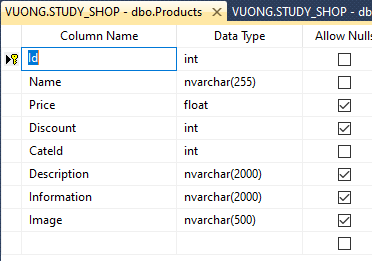 VUONG.STUDY_SHOP - dbo.Products VUONG.STUDY_SHOP - db
Column Name Data Type Allow Nulls
Id int
Name nvarchar(255)
Price float
Discount int
CateId int
Description nvarchar(2000)
Information nvarchar(2000)
Image nvarchar(500)